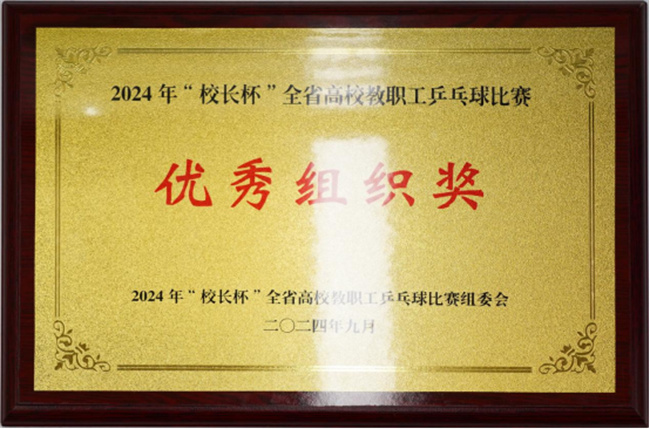 2024年“校长杯”全省高校教职工乒乓球比赛
优秀组织奖
2024年“校长杯”全省高校教职工乒乓球比赛组委会
二〇二四年九月